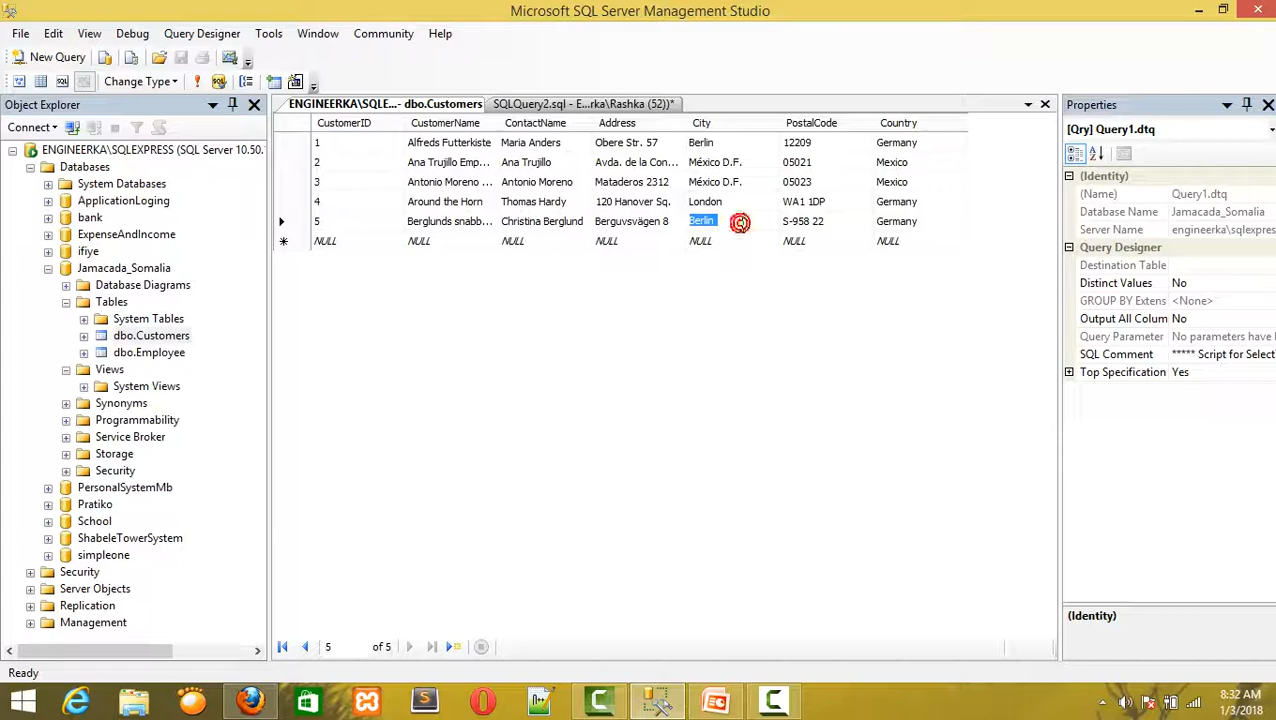 Microsoft SQL Server Management Studio
File Edit View Debug Query Designer Tools Window Community Help
New Query
Change Type
Object Explorer
ENGINEERKA\SQLE...- dbo.Customers
SQLQuery2.sql - E...rka\Rashka (52))*
Properties
Connect
[Qry] Query1.dtq
ENGINEERKA\SQLEXPRESS (SQL Server 10.50.
Databases
System Databases
ApplicationLoging
bank
ExpenseAndIncome
ifiye
Jamacada_Somalia
Database Diagrams
Tables
System Tables
dbo.Customers
dbo.Employee
Views
System Views
Synonyms
Programmability
Service Broker
Storage
Security
PersonalSystemMb
Pratiko
School
ShabeleTowerSystem
simpleone
Security
Server Objects
Replication
Management
CustomerID CustomerName ContactName Address City PostalCode Country
1 Alfreds Futterkiste Maria Anders Obere Str. 57 Berlin 12209 Germany
2 Ana Trujillo Emp... Ana Trujillo Avda. de la Con... México D.F. 05021 Mexico
3 Antonio Moreno ... Antonio Moreno Mataderos 2312 México D.F. 05023 Mexico
4 Around the Horn Thomas Hardy 120 Hanover Sq. London WA1 1DP Germany
5 Berglunds snabb... Christina Berglund Berguvsvägen 8 Berlin S-958 22 Germany
NULL NULL NULL NULL NULL NULL NULL
5 of 5
(Identity)
(Name) Query1.dtq
Database Name Jamacada_Somalia
Server Name engineerka\sqlexpres
Query Designer
Destination Table
Distinct Values No
GROUP BY Extens <None>
Output All Colum No
Query Parameter No parameters have
SQL Comment ***** Script for Select
Top Specification Yes
(Identity)
Ready
8:32 AM
1/3/2018